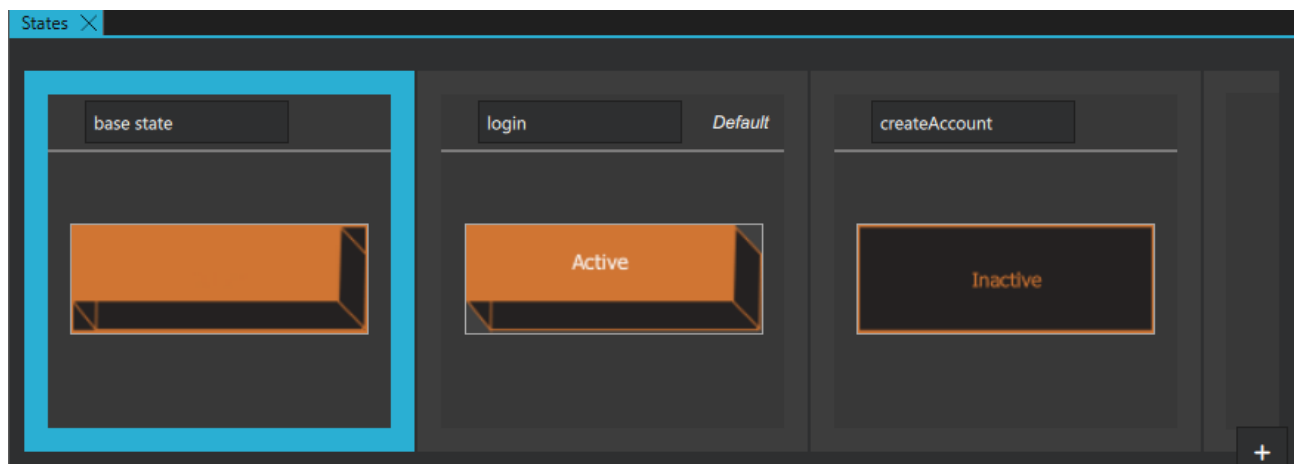 States
base state
login Default
createAccount
Active
Inactive
+